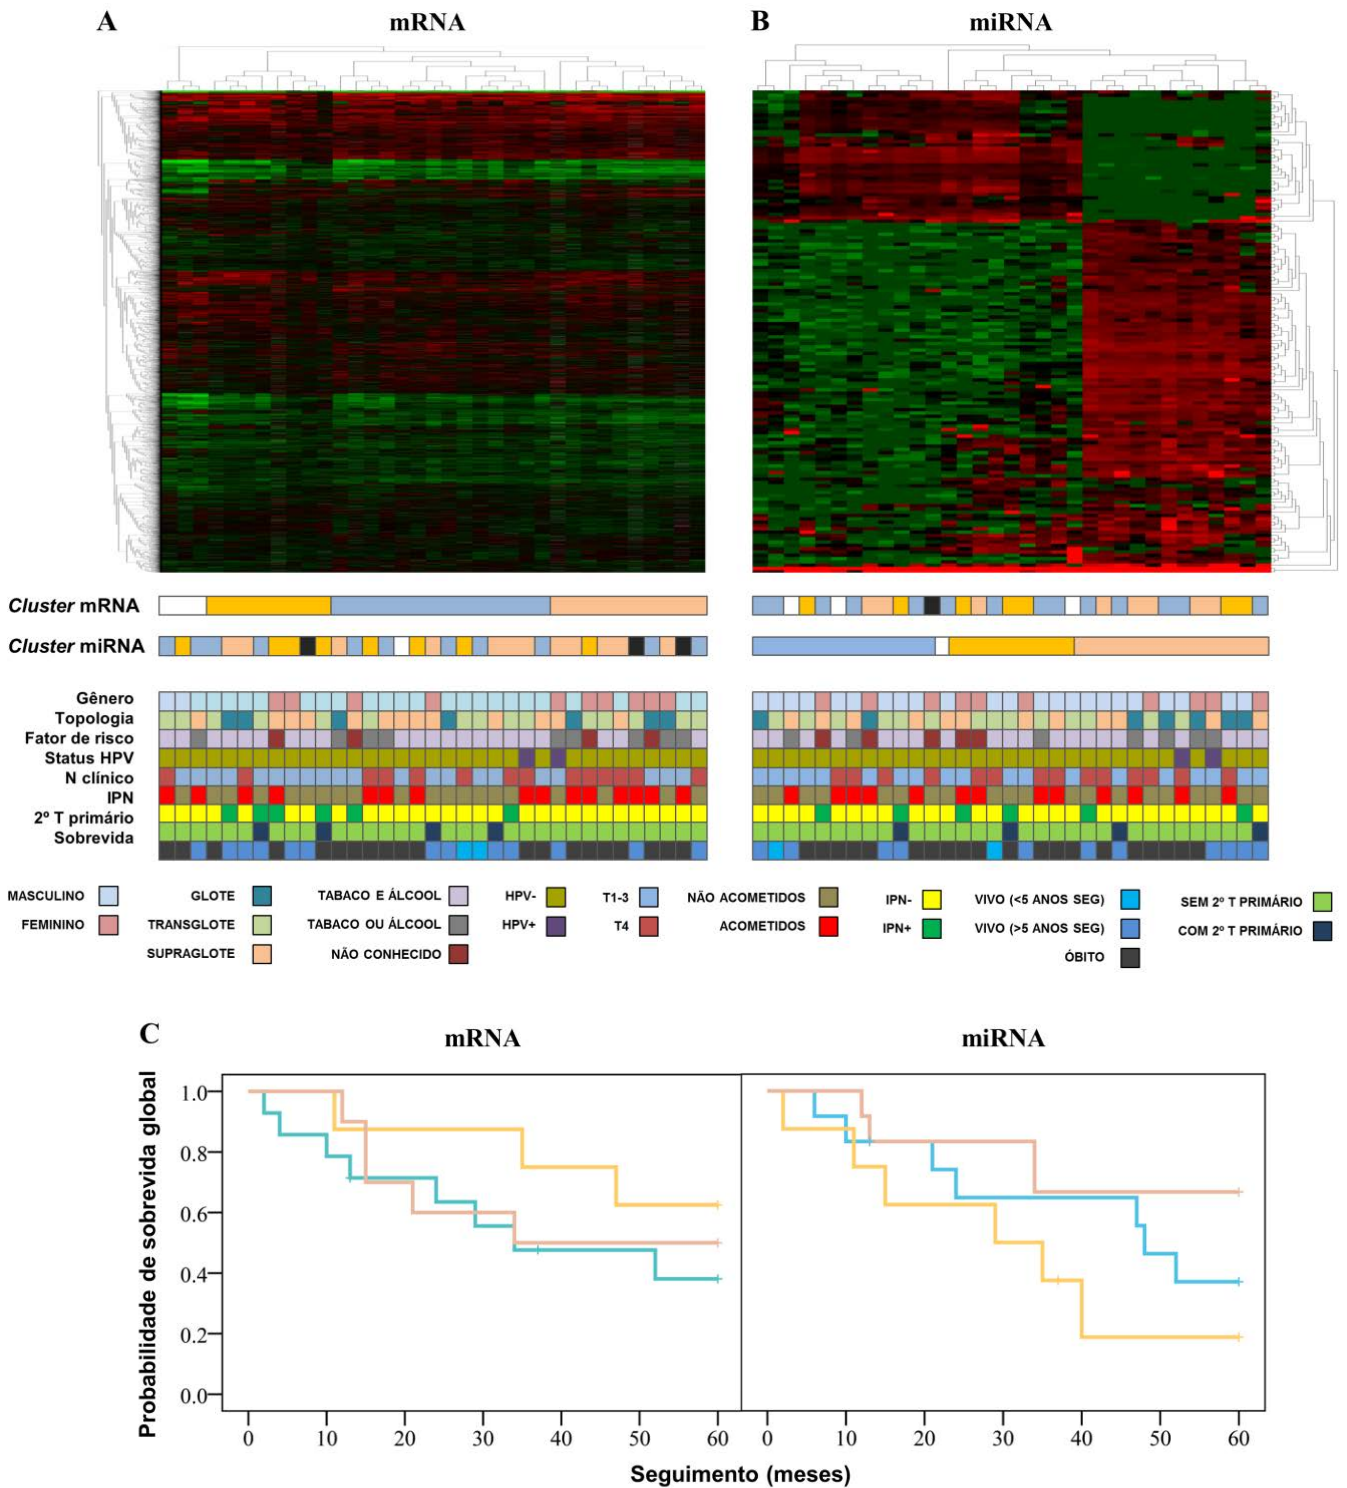 A mRNA
B miRNA
Cluster mRNA
Cluster miRNA
Gênero
Topologia
Fator de risco
Status HPV
N clínico
IPN
2º T primário
Sobrevida
MASCULINO GLOTE TABACO E ÁLCOOL HPV- T1-3 NÃO ACOMETIDOS IPN- VIVO (<5 ANOS SEG) SEM 2º T PRIMÁRIO
FEMININO TRANSGLOTE TABACO OU ÁLCOOL HPV+ T4 ACOMETIDOS IPN+ VIVO (>5 ANOS SEG) COM 2º T PRIMÁRIO
SUPRAGLOTE NÃO CONHECIDO ÓBITO
C mRNA miRNA
Probabilidade de sobrevida global
1.0
0.8
0.6
0.4
0.2
0.0
0 10 20 30 40 50 60 0 10 20 30 40 50 60
Seguimento (meses)